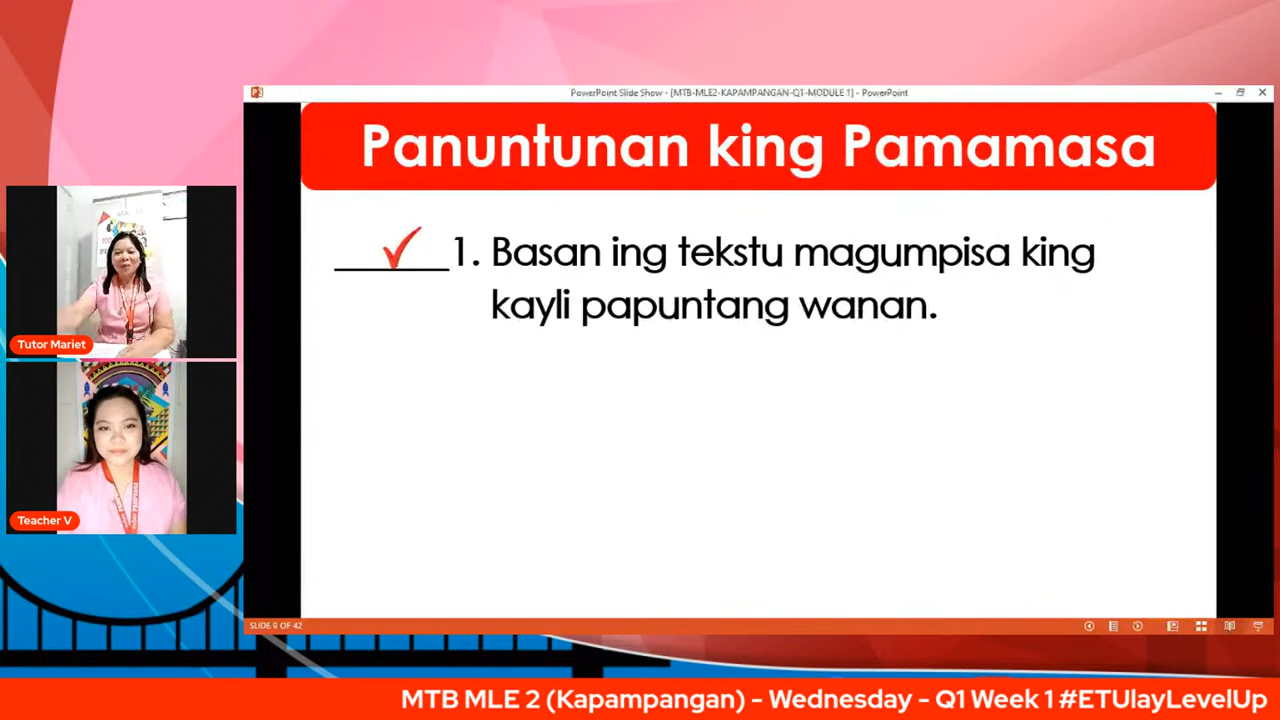 PowerPoint Slide Show - [MTB-MLE2-KAPAMPANGAN-Q1-MODULE 1] - PowerPoint
Panuntunan king Pamamasa
______1. Basan ing tekstu magumpisa king
kayli papuntang wanan.
Tutor Mariet
Teacher V
SLIDE 9 OF 42
MTB MLE 2 (Kapampangan) - Wednesday - Q1 Week 1 #ETUlayLevelUp